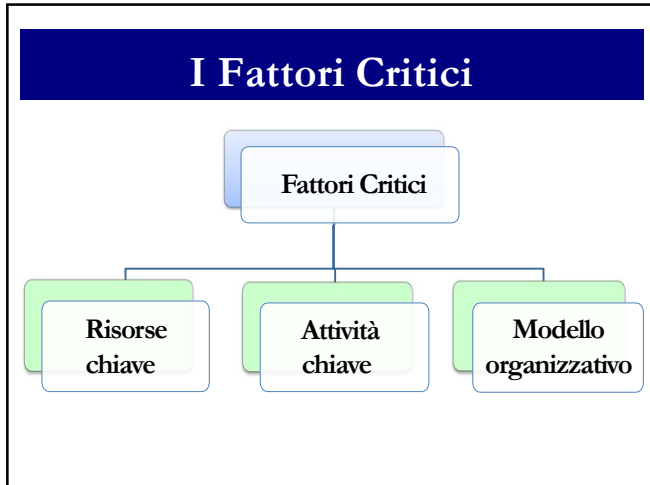 I Fattori Critici
Fattori Critici
Risorse
chiave
Attività
chiave
Modello
organizzativo